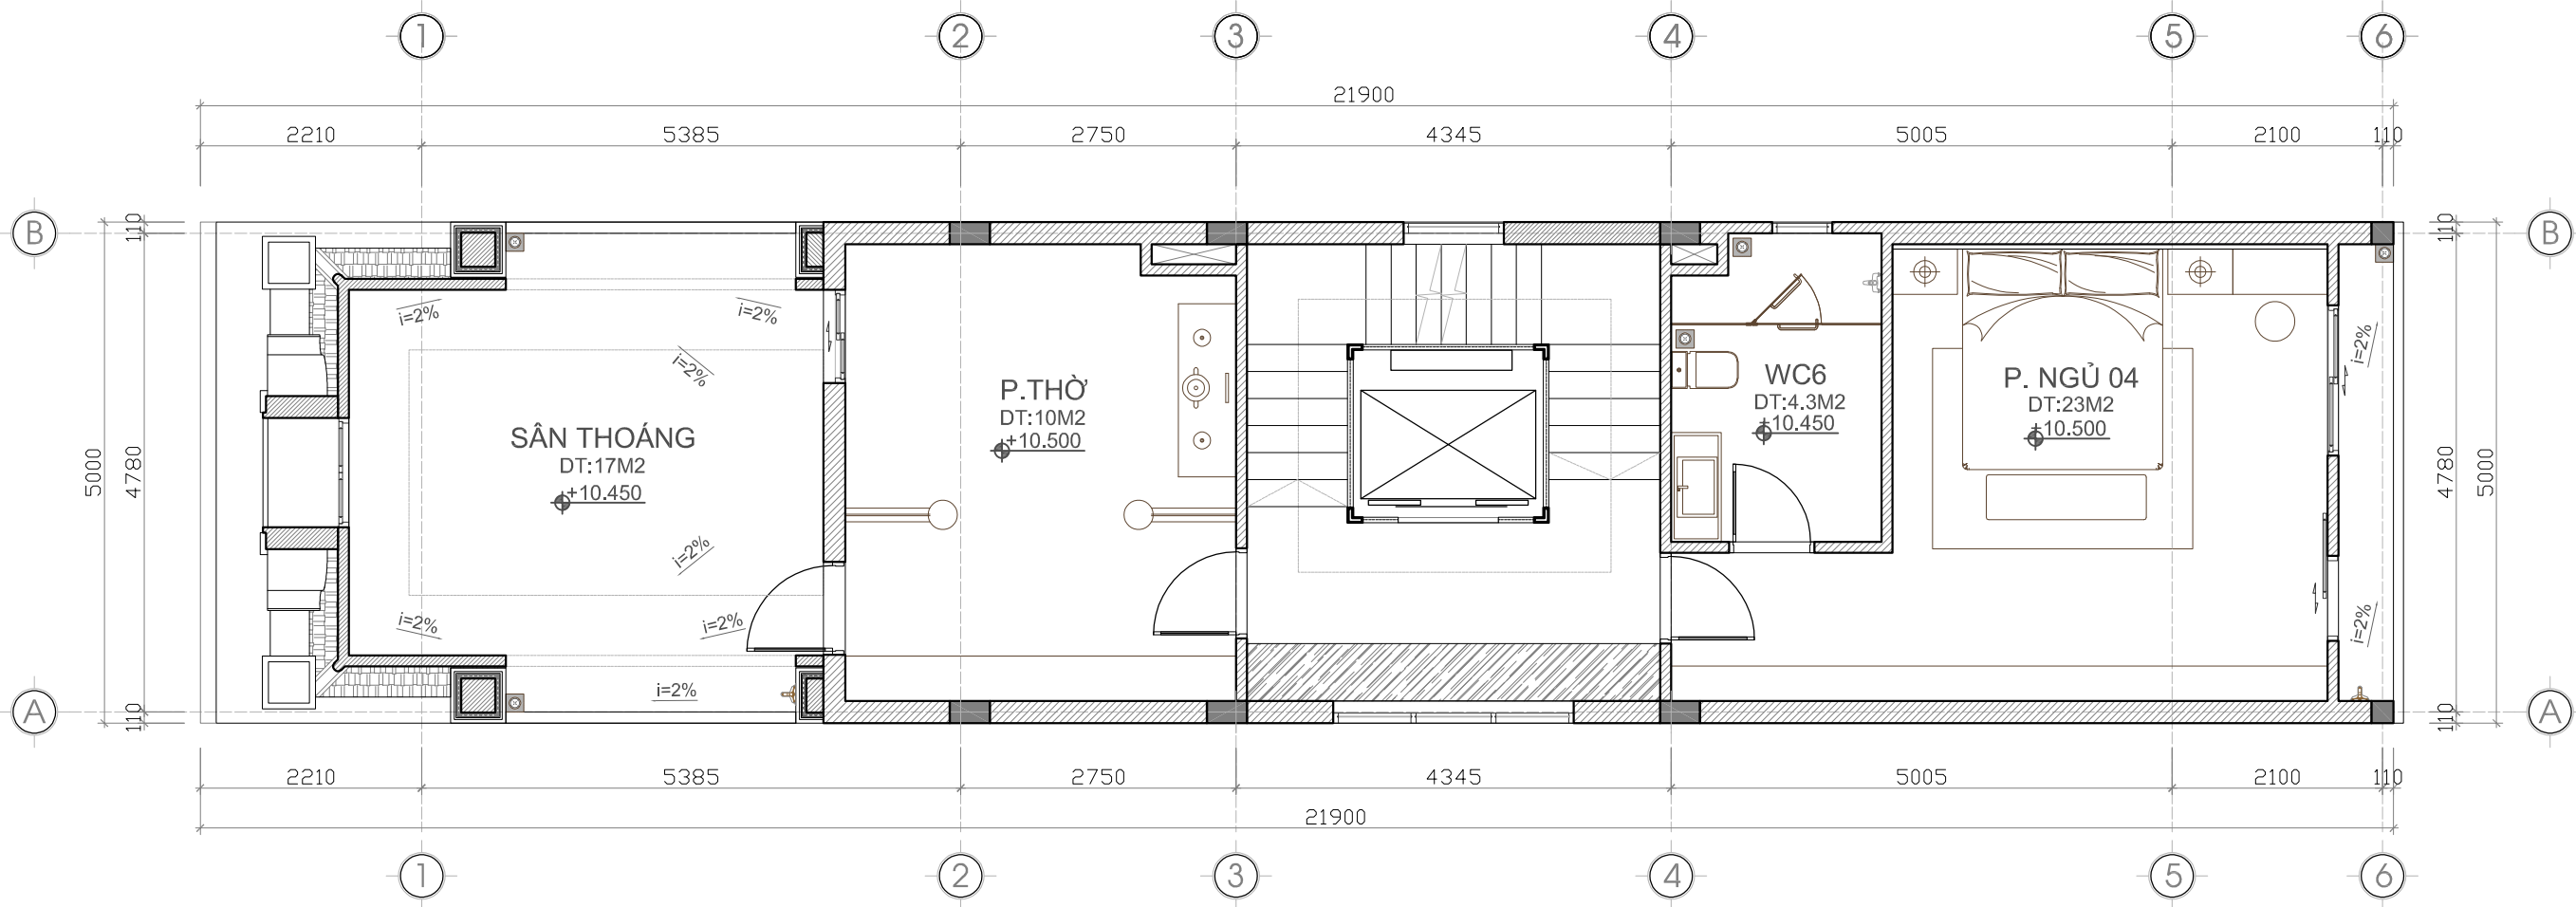 1 2 3 4 5 6
21900
2210 5385 2750 4345 5005 2100 110
B 110 110 B
i=2% i=2% i=2%
i=2%
P.THỜ WC6 P. NGỦ 04
DT:10M2 DT:4.3M2 DT:23M2
+10.500 +10.450 +10.500
SÂN THOÁNG
DT:17M2
+10.450
5000 4780 4780 5000
i=2%
i=2% i=2% i=2%
i=2%
A 110 110 A
2210 5385 2750 4345 5005 2100 110
21900
1 2 3 4 5 6